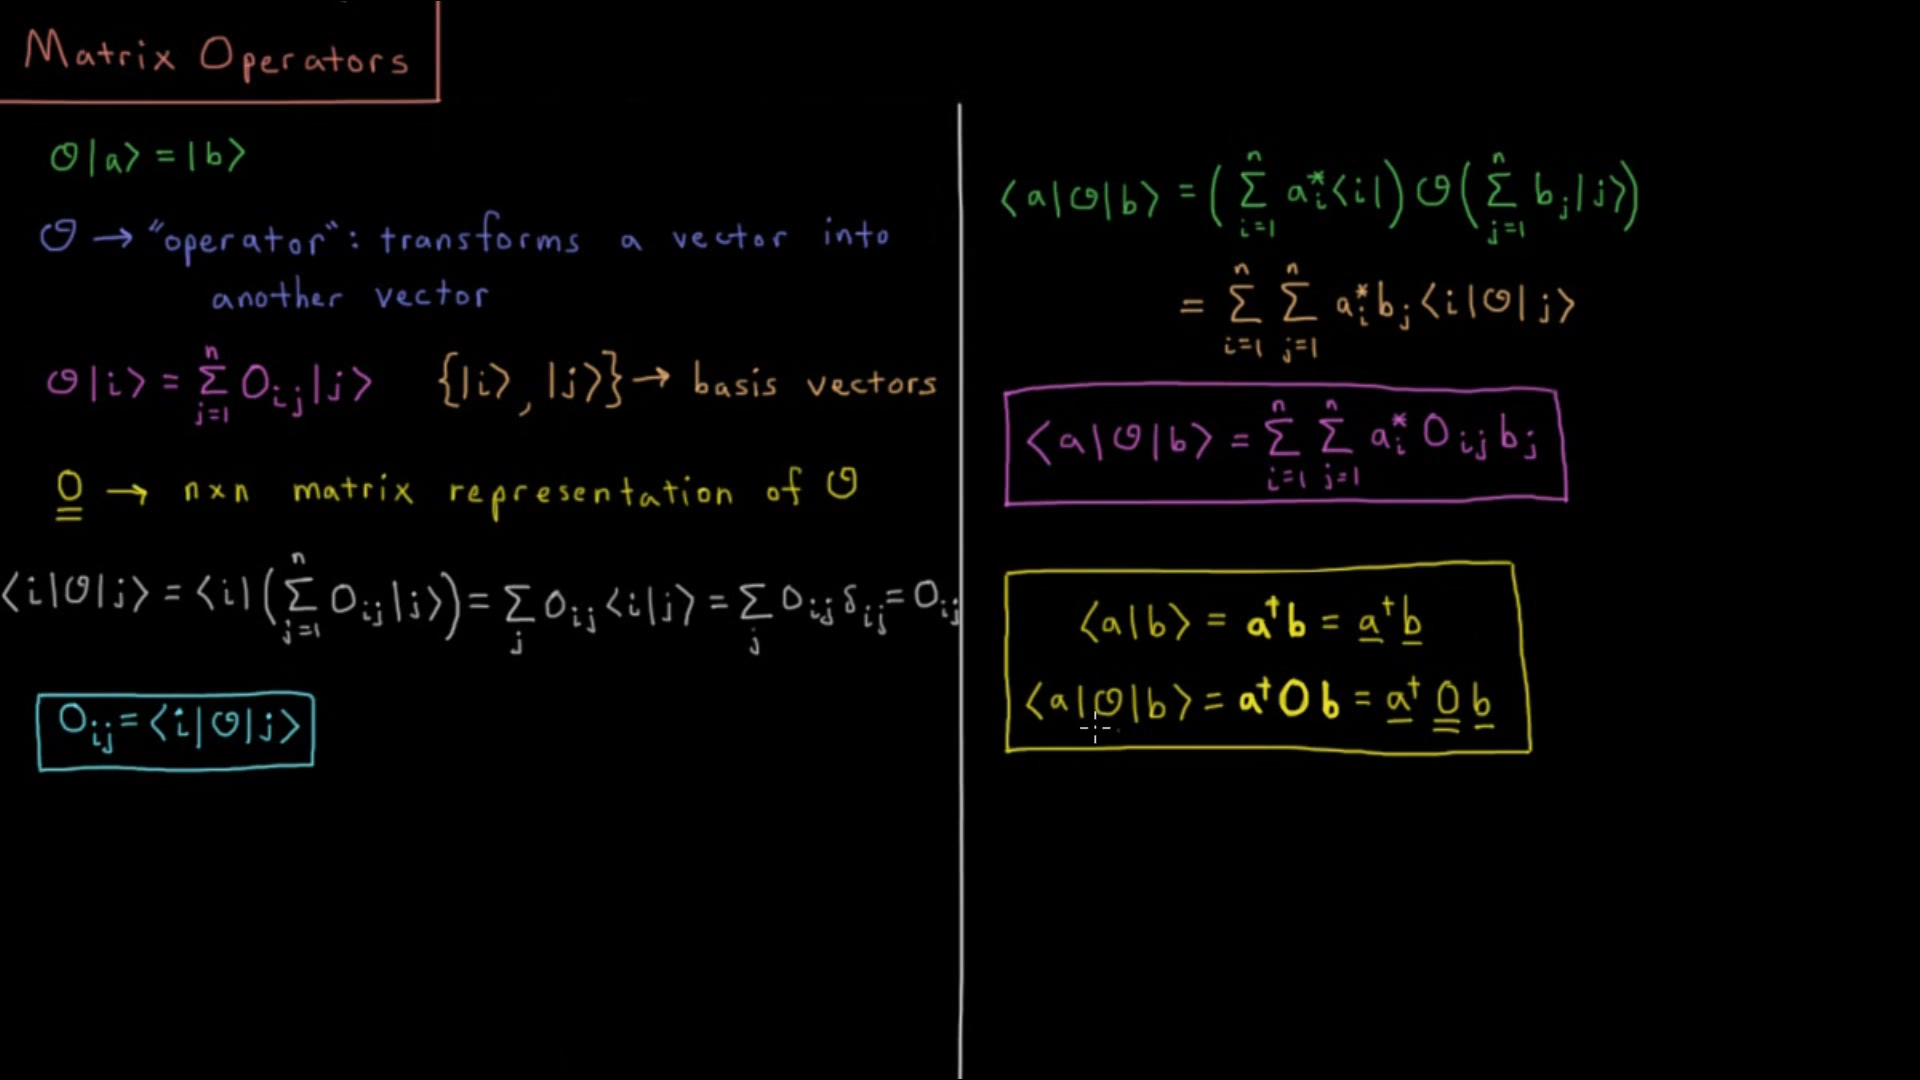 Matrix Operators
𝒪|a⟩ = |b⟩
𝒪 → "operator": transforms a vector into
another vector
𝒪|i⟩ = Σ_{j=1}^{n} O_{ij}|j⟩ {|i⟩, |j⟩} → basis vectors
O̳ → n×n matrix representation of 𝒪
⟨i|𝒪|j⟩ = ⟨i|(Σ_{j=1}^{n} O_{ij}|j⟩) = Σ_j O_{ij}⟨i|j⟩ = Σ_j O_{ij} δ_{ij} = O_{ij}
O_{ij} = ⟨i|𝒪|j⟩
⟨a|𝒪|b⟩ = (Σ_{i=1}^{n} a_i^*⟨i|) 𝒪 (Σ_{j=1}^{n} b_j|j⟩)
= Σ_{i=1}^{n} Σ_{j=1}^{n} a_i^* b_j ⟨i|𝒪|j⟩
⟨a|𝒪|b⟩ = Σ_{i=1}^{n} Σ_{j=1}^{n} a_i^* O_{ij} b_j
⟨a|b⟩ = a†b = a̲†b̲
⟨a|𝒪|b⟩ = a†Ob = a̲† O̳ b̲